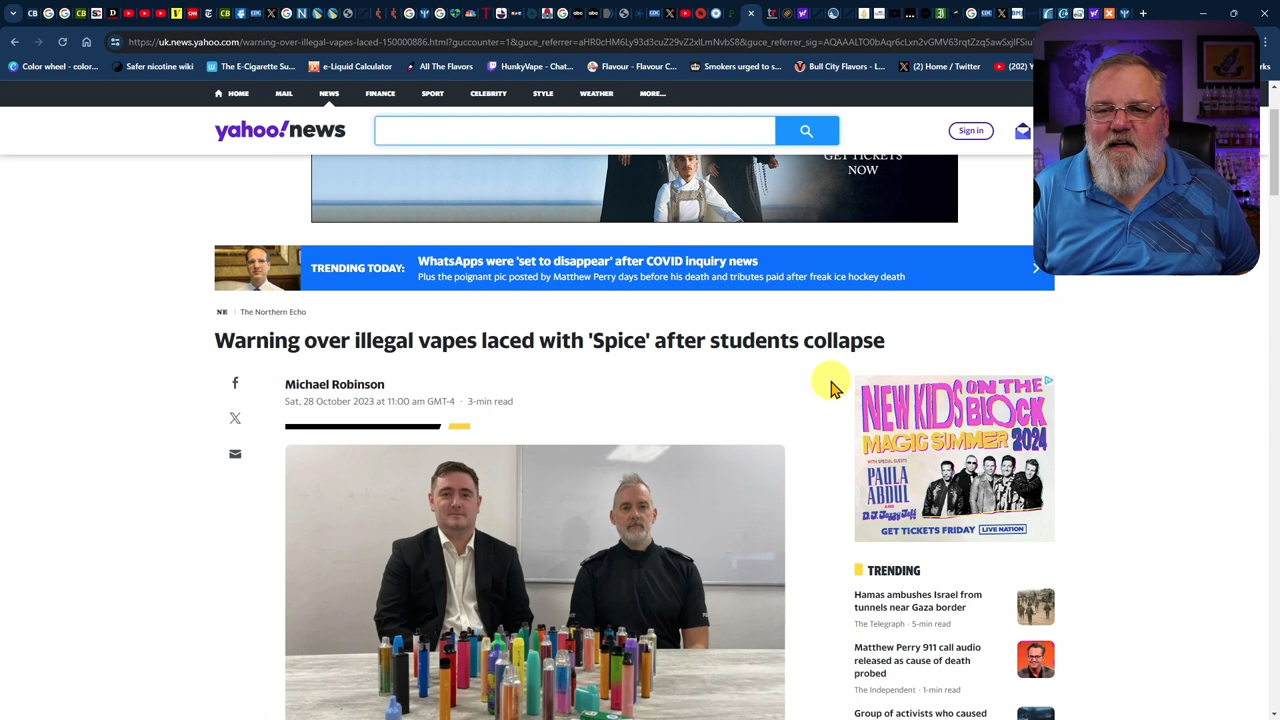 https://uk.news.yahoo.com/warning-over-illegal-vapes-laced-150000886.html?guccounter=1&guce_referrer=
Color wheel - color...
Safer nicotine wiki
The E-Cigarette Su...
e-Liquid Calculator
All The Flavors
HunkyVape - Chat...
Flavour - Flavour C...
Smokers urged to s...
Bull City Flavors - L...
(2) Home / Twitter
HOME
MAIL
NEWS
FINANCE
SPORT
CELEBRITY
STYLE
WEATHER
MORE...
yahoo!news
Sign in
GET TICKETS
NOW
TRENDING TODAY:
WhatsApps were 'set to disappear' after COVID inquiry news
Plus the poignant pic posted by Matthew Perry days before his death and tributes paid after freak ice hockey death
NE The Northern Echo
Warning over illegal vapes laced with 'Spice' after students collapse
Michael Robinson
Sat, 28 October 2023 at 11:00 am GMT-4 · 3-min read
NEW KIDS ON THE BLOCK
MAGIC SUMMER 2024
WITH SPECIAL GUESTS
PAULA
ABDUL
AND
DJ Jazzy Jeff
GET TICKETS FRIDAY LIVE NATION
TRENDING
Hamas ambushes Israel from
tunnels near Gaza border
The Telegraph · 5-min read
Matthew Perry 911 call audio
released as cause of death
probed
The Independent · 1-min read
Group of activists who caused